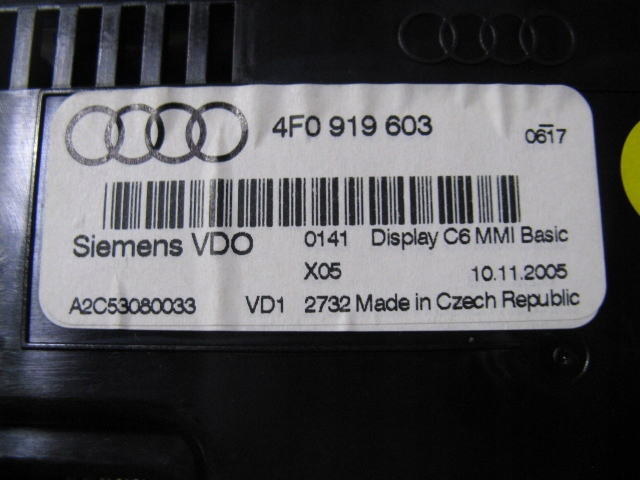 4F0 919 603 0617
Siemens VDO 0141 Display C6 MMI Basic
X05 10.11.2005
A2C53080033 VD1 2732 Made in Czech Republic